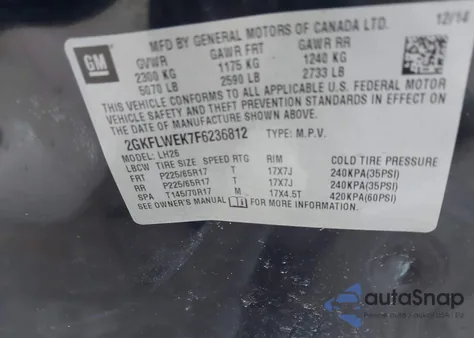 GM
MFD BY GENERAL MOTORS OF CANADA LTD. 12/14
GVWR GAWR FRT GAWR RR
2300 KG 1175 KG 1240 KG
5070 LB 2590 LB 2733 LB
THIS VEHICLE CONFORMS TO ALL APPLICABLE U.S. FEDERAL MOTOR
VEHICLE SAFETY, BUMPER, AND THEFT PREVENTION STANDARDS IN
EFFECT ON THE DATE OF MANUFACTURE SHOWN ABOVE.
2GKFLWEK7F6236812 TYPE: M.P.V.
MODEL: LH26
LBCW TIRE SIZE SPEED RTG RIM COLD TIRE PRESSURE
FRT P225/65R17 T 17X7J 240KPA(35PSI)
RR P225/65R17 T 17X7J 240KPA(35PSI)
SPA T145/70R17 M 17X4.5T 420KPA(60PSI)
SEE OWNER'S MANUAL FOR MORE INFORMATION.
autaSnap